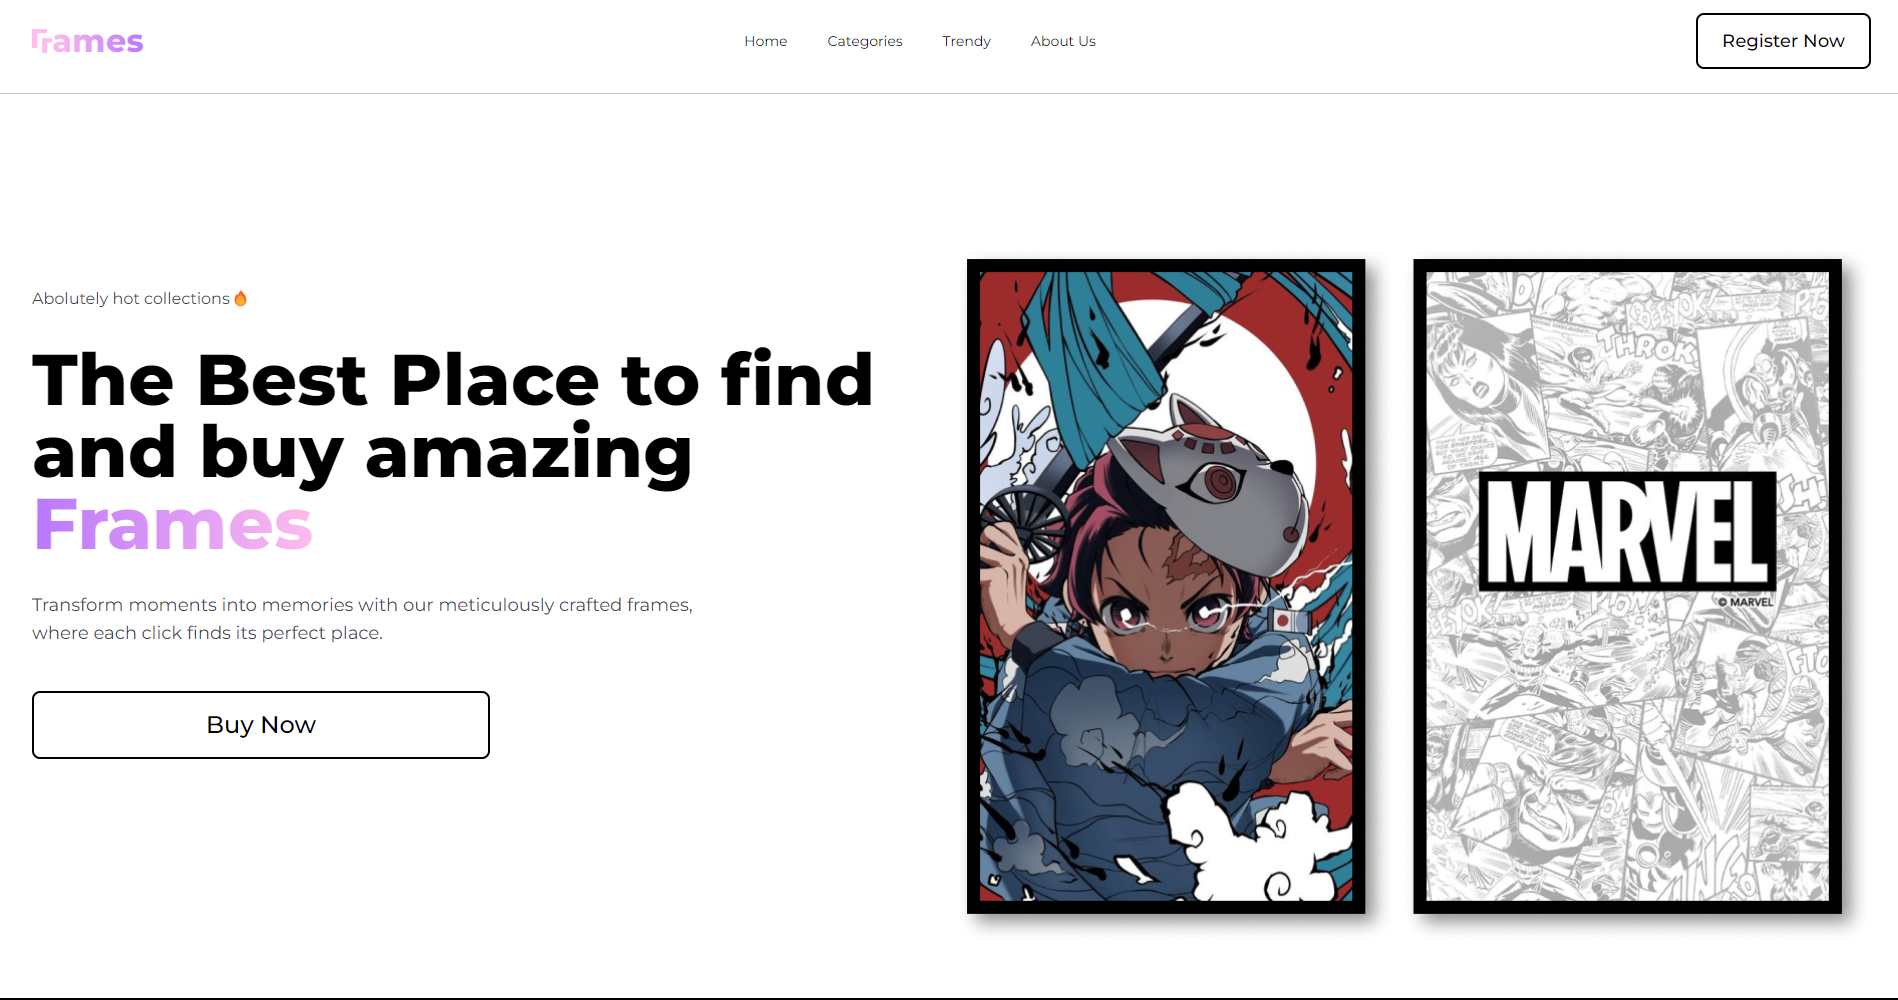 Frames
Home
Categories
Trendy
About Us
Register Now
Abolutely hot collections🔥
The Best Place to find
and buy amazing
Frames
Transform moments into memories with our meticulously crafted frames,
where each click finds its perfect place.
Buy Now
THROK
MARVEL
© MARVEL